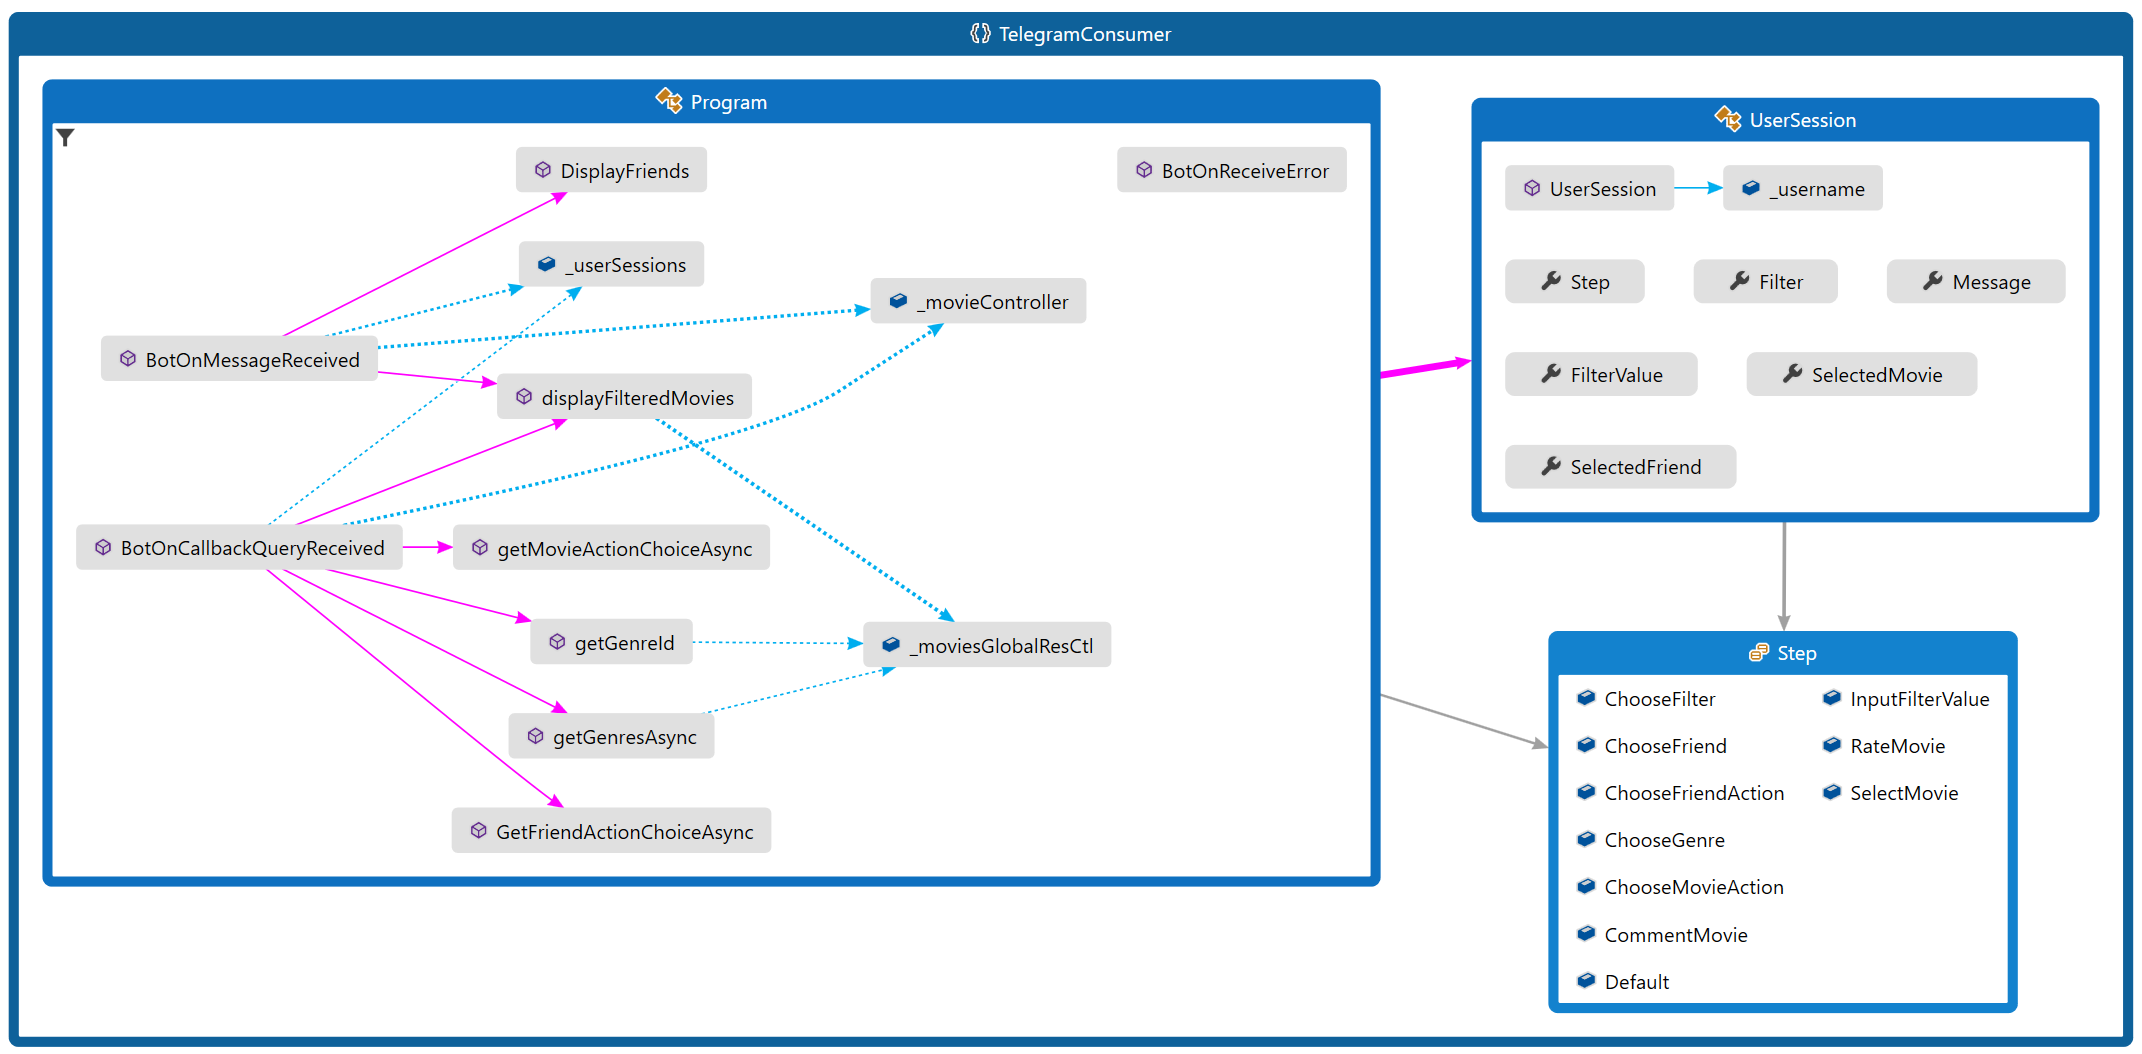 TelegramConsumer
Program
DisplayFriends
BotOnReceiveError
_userSessions
_movieController
BotOnMessageReceived
displayFilteredMovies
BotOnCallbackQueryReceived
getMovieActionChoiceAsync
getGenreId
_moviesGlobalResCtl
getGenresAsync
GetFriendActionChoiceAsync
UserSession
UserSession
_username
Step
Filter
Message
FilterValue
SelectedMovie
SelectedFriend
Step
ChooseFilter
InputFilterValue
ChooseFriend
RateMovie
ChooseFriendAction
SelectMovie
ChooseGenre
ChooseMovieAction
CommentMovie
Default